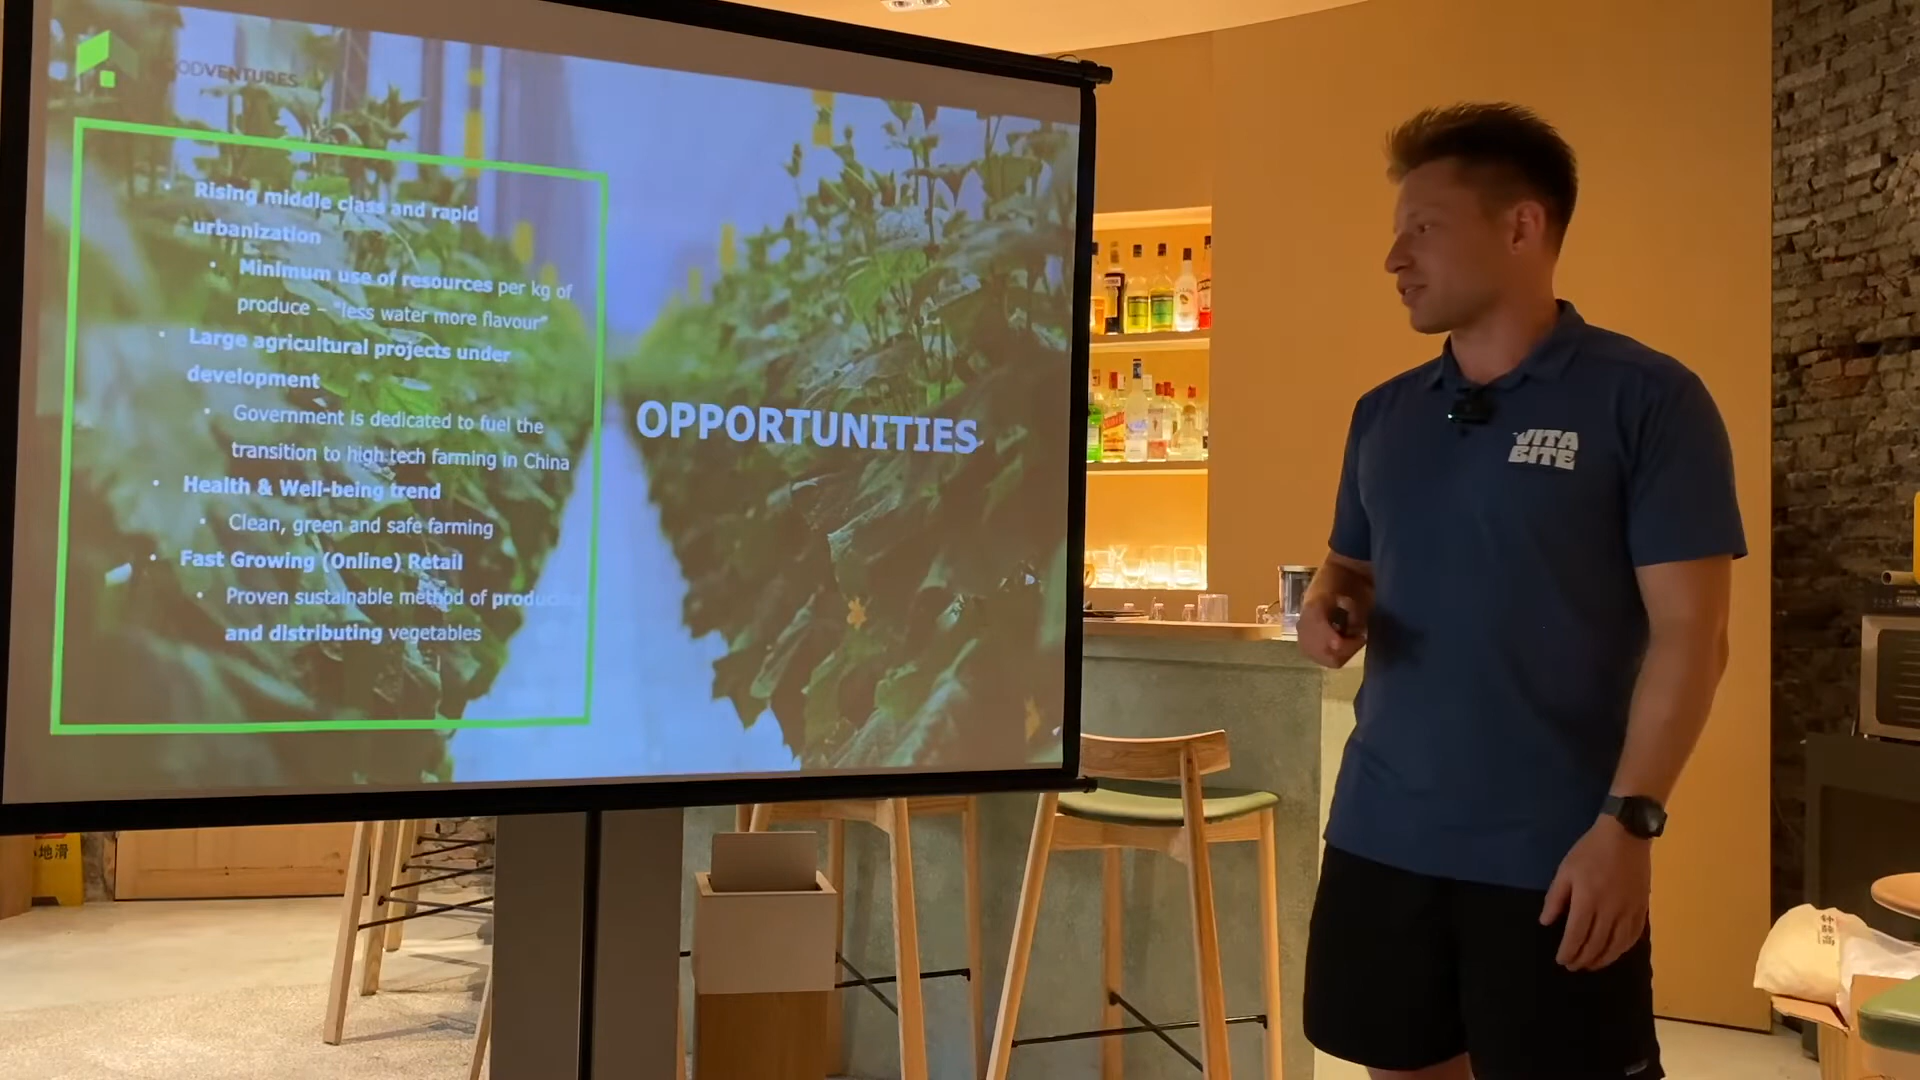 ODVENTURES
Rising middle class and rapid
urbanization
Minimum use of resources per kg of
produce – "less water more flavour"
Large agricultural projects under
development
Government is dedicated to fuel the
transition to high tech farming in China
Health & Well-being trend
Clean, green and safe farming
Fast Growing (Online) Retail
Proven sustainable method of producing
and distributing vegetables
OPPORTUNITIES
VITA
BITE
地滑